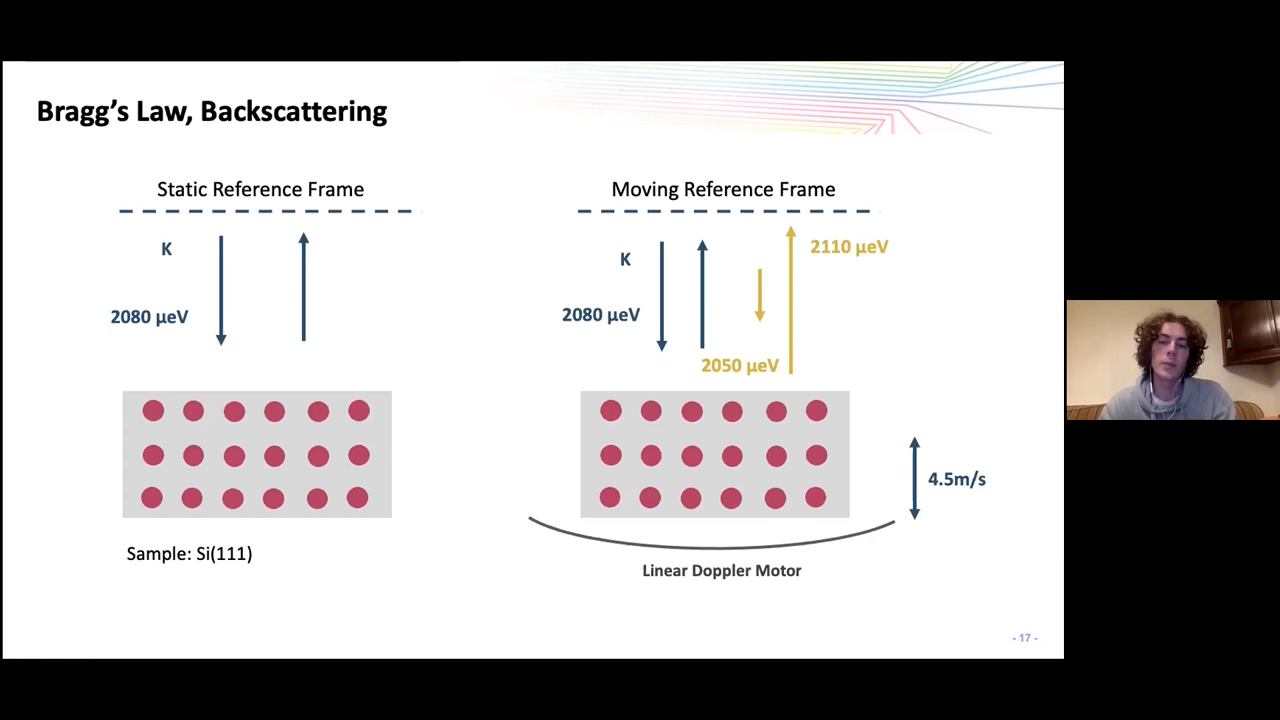 Bragg's Law, Backscattering
Static Reference Frame
K
2080 µeV
Sample: Si(111)
Moving Reference Frame
K
2080 µeV
2110 µeV
2050 µeV
4.5m/s
Linear Doppler Motor
- 17 -